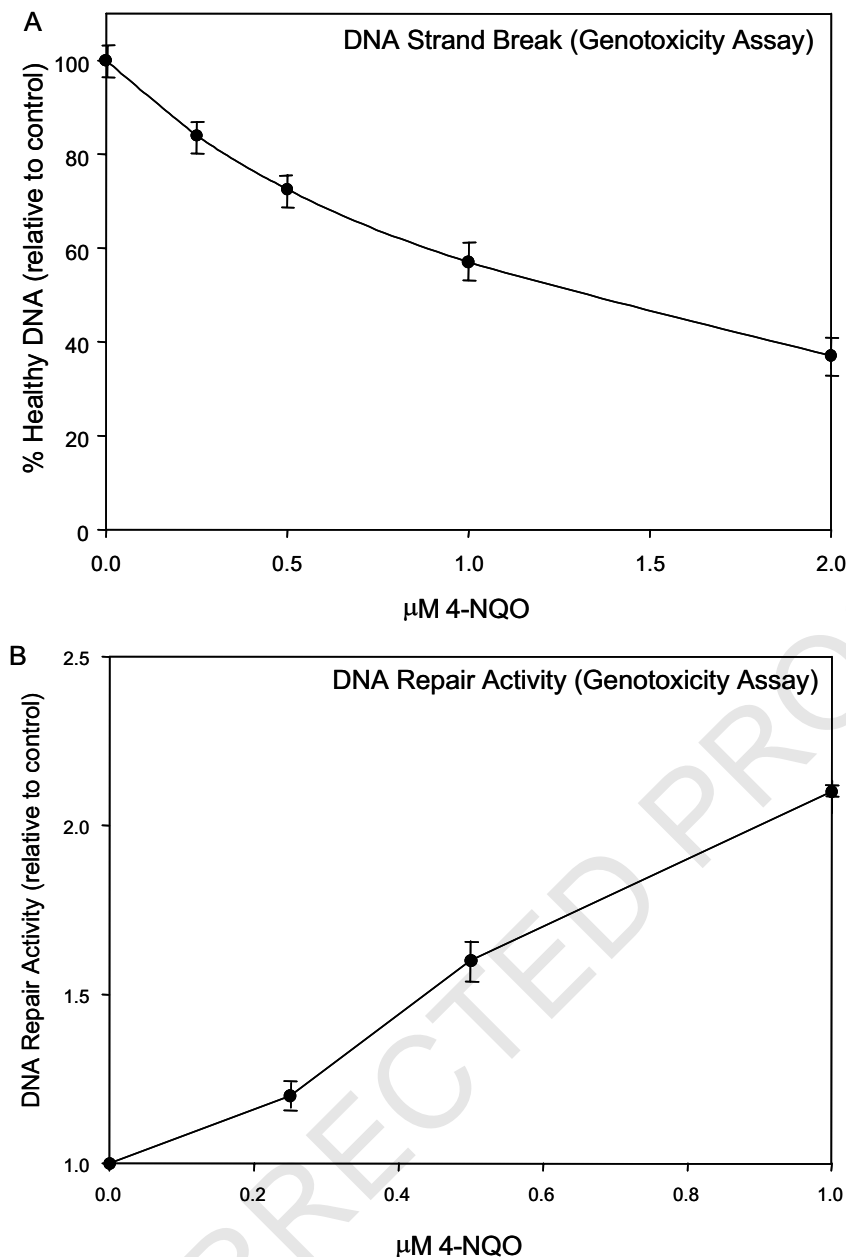 A
DNA Strand Break (Genotoxicity Assay)
% Healthy DNA (relative to control)
100
80
60
40
20
0
0.0 0.5 1.0 1.5 2.0
μM 4-NQO
B
DNA Repair Activity (Genotoxicity Assay)
DNA Repair Activity (relative to control)
2.5
2.0
1.5
1.0
0.0 0.2 0.4 0.6 0.8 1.0
μM 4-NQO
RRECTED PRO